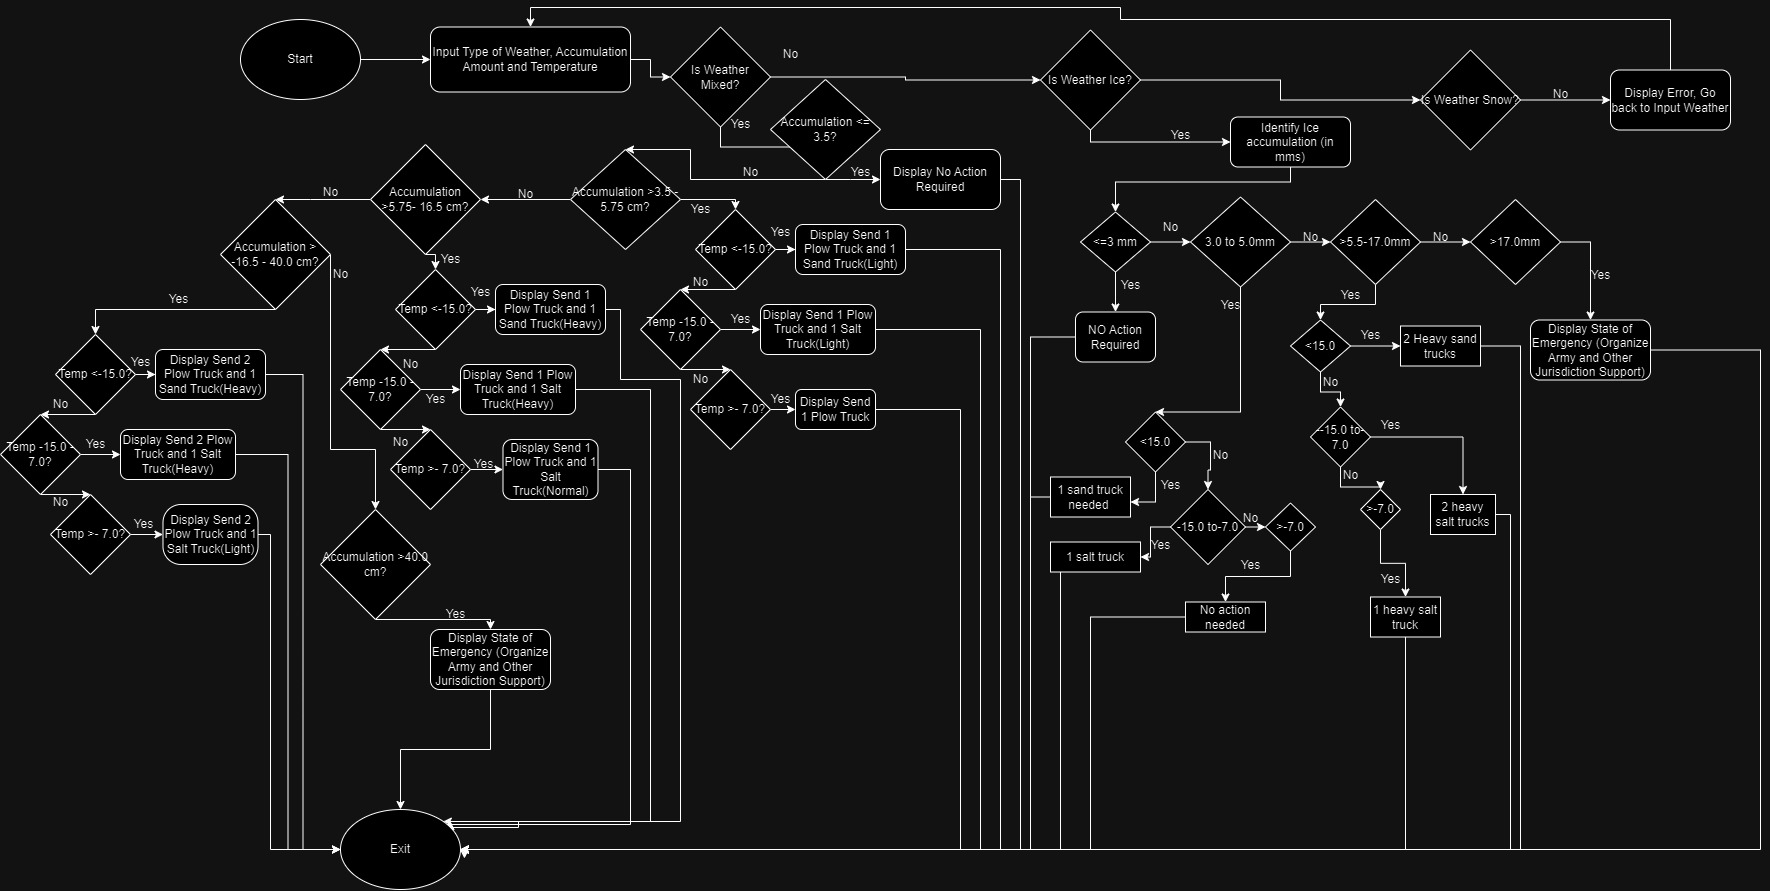 Start
Input Type of Weather, Accumulation
Amount and Temperature
Is Weather
Mixed?
No
Yes
Accumulation <=
3.5?
Is Weather Ice?
Is Weather Snow?
No
Display Error, Go
back to Input Weather
Yes
Identify Ice
accumulation (in
mms)
No
Yes
Display No Action
Required
Accumulation >3.5 -
5.75 cm?
No
Yes
Accumulation
>5.75- 16.5 cm?
No
Yes
Accumulation >
-16.5 - 40.0 cm?
No
Yes
Temp <-15.0?
Yes
Display Send 1
Plow Truck and 1
Sand Truck(Light)
No
Temp -15.0 -
7.0?
Yes
Display Send 1 Plow
Truck and 1 Salt
Truck(Light)
No
Temp >- 7.0?
Yes
Display Send
1 Plow Truck
Temp <-15.0?
Yes
Display Send 1
Plow Truck and 1
Sand Truck(Heavy)
No
Temp -15.0 -
7.0?
Yes
Display Send 1 Plow
Truck and 1 Salt
Truck(Heavy)
No
Temp >- 7.0?
Yes
Display Send 1
Plow Truck and 1
Salt
Truck(Normal)
Temp <-15.0?
Yes
Display Send 2
Plow Truck and 1
Sand Truck(Heavy)
No
Temp -15.0 -
7.0?
Yes
Display Send 2 Plow
Truck and 1 Salt
Truck(Heavy)
No
Temp >- 7.0?
Yes
Display Send 2
Plow Truck and 1
Salt Truck(Light)
Accumulation >40.0
cm?
Yes
Display State of
Emergency (Organize
Army and Other
Jurisdiction Support)
Exit
<=3 mm
No
Yes
NO Action
Required
3.0 to 5.0mm
No
Yes
>5.5-17.0mm
No
Yes
>17.0mm
Yes
Display State of
Emergency (Organize
Army and Other
Jurisdiction Support)
<15.0
Yes
2 Heavy sand
trucks
No
--15.0 to-
7.0
Yes
2 heavy
salt trucks
No
>-7.0
Yes
1 heavy salt
truck
<15.0
No
Yes
1 sand truck
needed
-15.0 to-7.0
No
Yes
1 salt truck
>-7.0
Yes
No action
needed